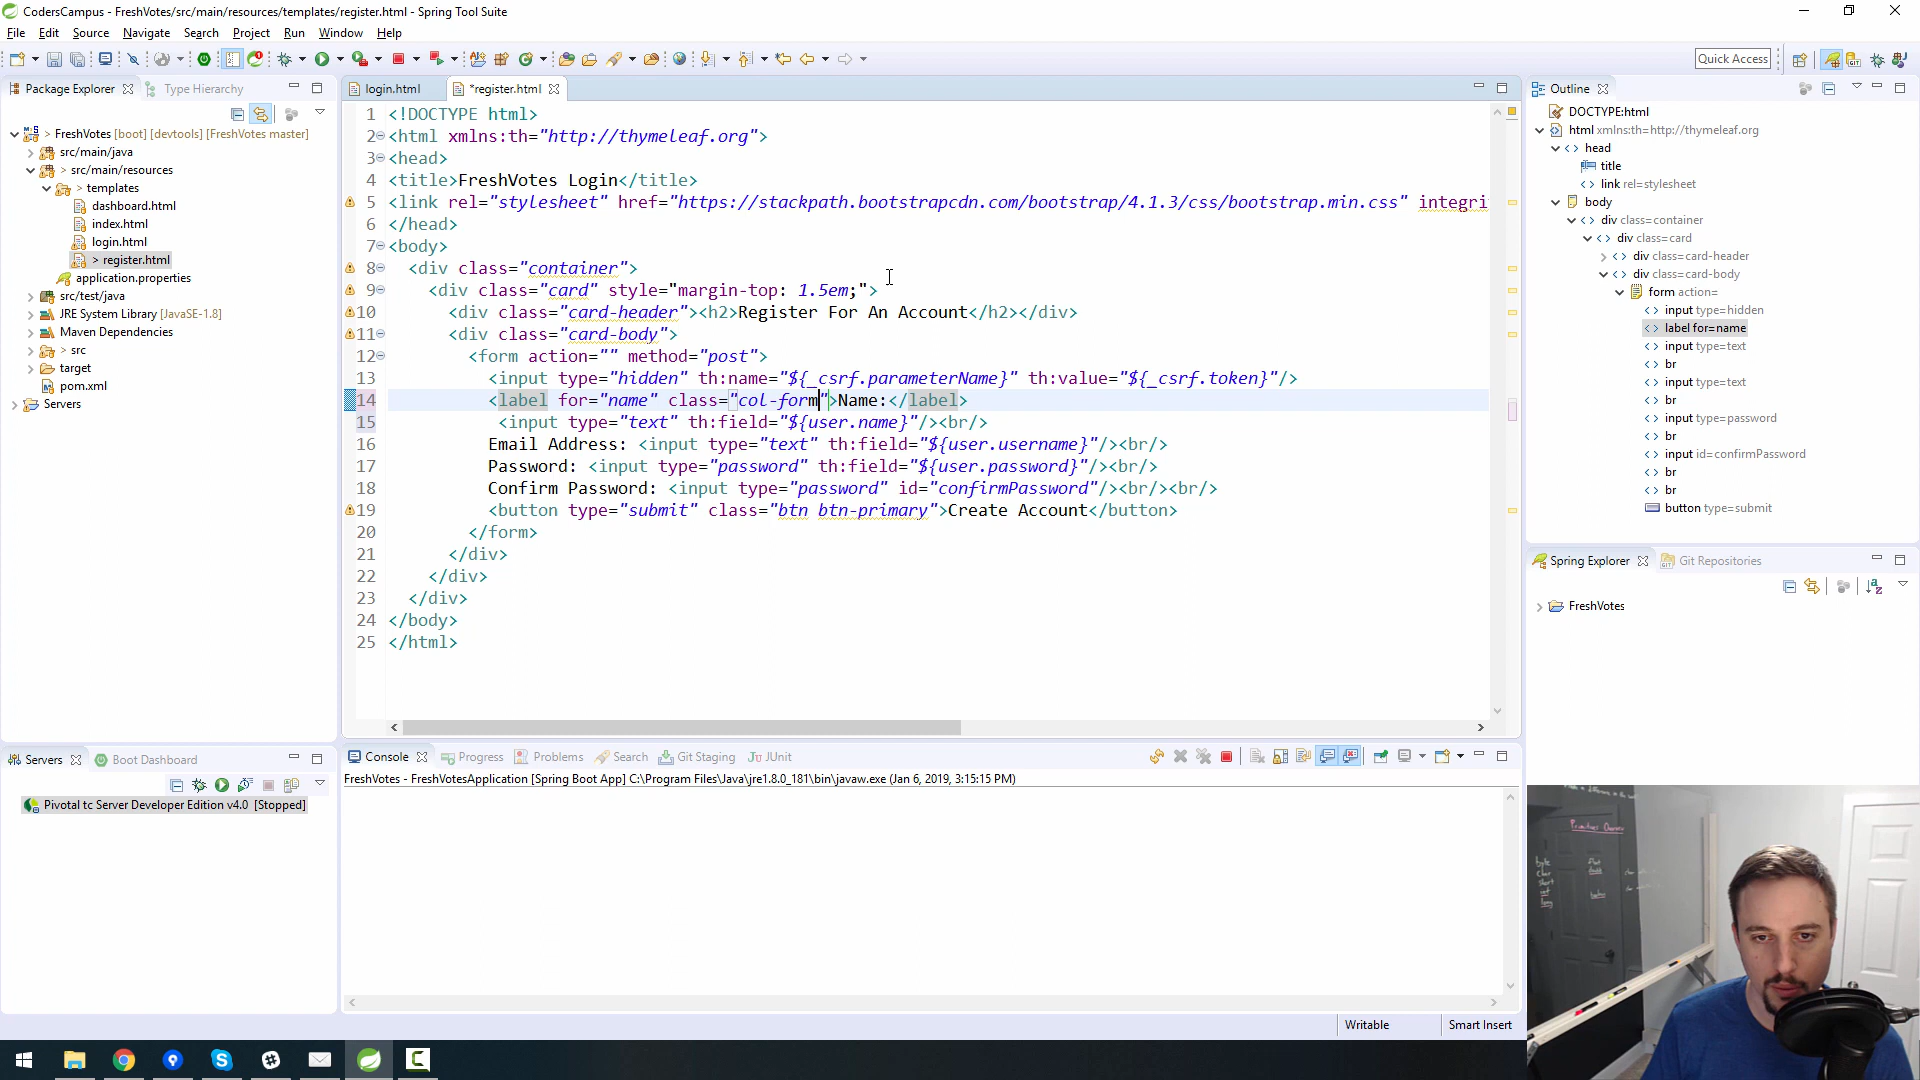 CodersCampus - FreshVotes/src/main/resources/templates/register.html - Spring Tool Suite
File Edit Source Navigate Search Project Run Window Help
Quick Access
Package Explorer
Type Hierarchy
> FreshVotes [boot] [devtools] [FreshVotes master]
src/main/java
> src/main/resources
> templates
dashboard.html
index.html
login.html
> register.html
application.properties
src/test/java
JRE System Library [JavaSE-1.8]
Maven Dependencies
> src
target
pom.xml
Servers
login.html
*register.html
1 <!DOCTYPE html>
2 <html xmlns:th="http://thymeleaf.org">
3 <head>
4 <title>FreshVotes Login</title>
5 <link rel="stylesheet" href="https://stackpath.bootstrapcdn.com/bootstrap/4.1.3/css/bootstrap.min.css" integri
6 </head>
7 <body>
8 <div class="container">
9 <div class="card" style="margin-top: 1.5em;">
10 <div class="card-header"><h2>Register For An Account</h2></div>
11 <div class="card-body">
12 <form action="" method="post">
13 <input type="hidden" th:name="${_csrf.parameterName}" th:value="${_csrf.token}"/>
14 <label for="name" class="col-form">Name:</label>
15 <input type="text" th:field="${user.name}"/><br/>
16 Email Address: <input type="text" th:field="${user.username}"/><br/>
17 Password: <input type="password" th:field="${user.password}"/><br/>
18 Confirm Password: <input type="password" id="confirmPassword"/><br/><br/>
19 <button type="submit" class="btn btn-primary">Create Account</button>
20 </form>
21 </div>
22 </div>
23 </div>
24 </body>
25 </html>
Outline
DOCTYPE:html
html xmlns:th=http://thymeleaf.org
head
title
link rel=stylesheet
body
div class=container
div class=card
div class=card-header
div class=card-body
form action=
input type=hidden
label for=name
input type=text
br
input type=text
br
input type=password
br
input id=confirmPassword
br
br
button type=submit
Spring Explorer
Git Repositories
FreshVotes
Servers
Boot Dashboard
Pivotal tc Server Developer Edition v4.0 [Stopped]
Console
Progress
Problems
Search
Git Staging
JUnit
FreshVotes - FreshVotesApplication [Spring Boot App] C:\Program Files\Java\jre1.8.0_181\bin\javaw.exe (Jan 6, 2019, 3:15:15 PM)
Writable
Smart Insert